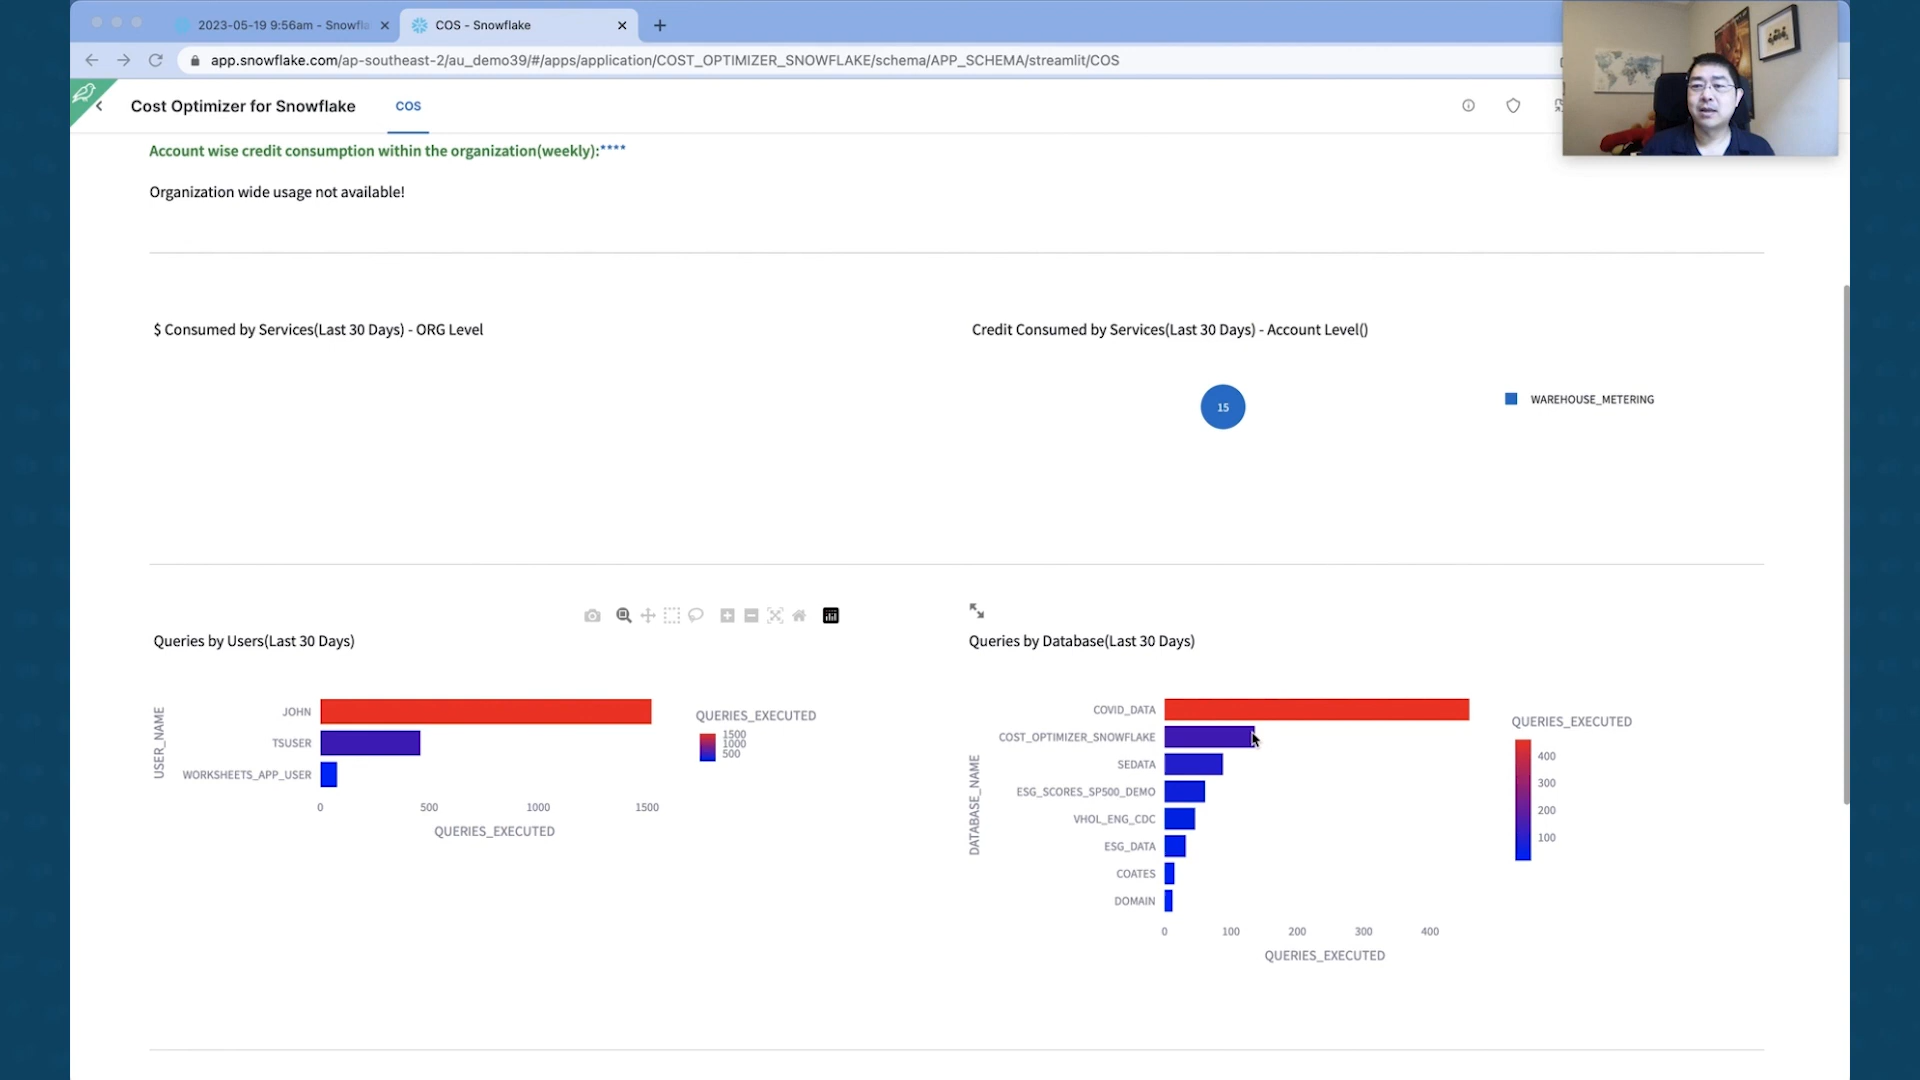 2023-05-19 9:56am - Snowfla
COS - Snowflake
app.snowflake.com/ap-southeast-2/au_demo39/#/apps/application/COST_OPTIMIZER_SNOWFLAKE/schema/APP_SCHEMA/streamlit/COS
Cost Optimizer for Snowflake
COS
Account wise credit consumption within the organization(weekly):****
Organization wide usage not available!
$ Consumed by Services(Last 30 Days) - ORG Level
Credit Consumed by Services(Last 30 Days) - Account Level()
15
WAREHOUSE_METERING
Queries by Users(Last 30 Days)
USER_NAME
JOHN
TSUSER
WORKSHEETS_APP_USER
0 500 1000 1500
QUERIES_EXECUTED
QUERIES_EXECUTED
1500
1000
500
Queries by Database(Last 30 Days)
DATABASE_NAME
COVID_DATA
COST_OPTIMIZER_SNOWFLAKE
SEDATA
ESG_SCORES_SP500_DEMO
VHOL_ENG_CDC
ESG_DATA
COATES
DOMAIN
0 100 200 300 400
QUERIES_EXECUTED
QUERIES_EXECUTED
400
300
200
100